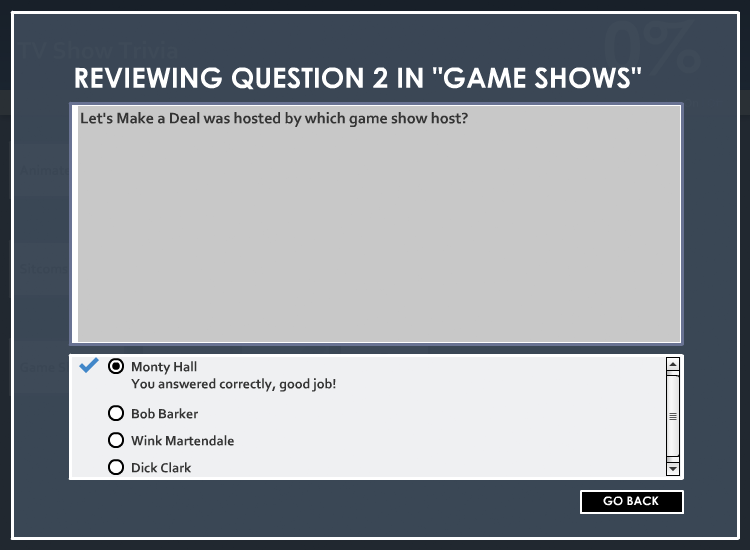 TV Show Trivia
0%
REVIEWING QUESTION 2 IN "GAME SHOWS"
Let's Make a Deal was hosted by which game show host?
Monty Hall
You answered correctly, good job!
Bob Barker
Wink Martendale
Dick Clark
GO BACK